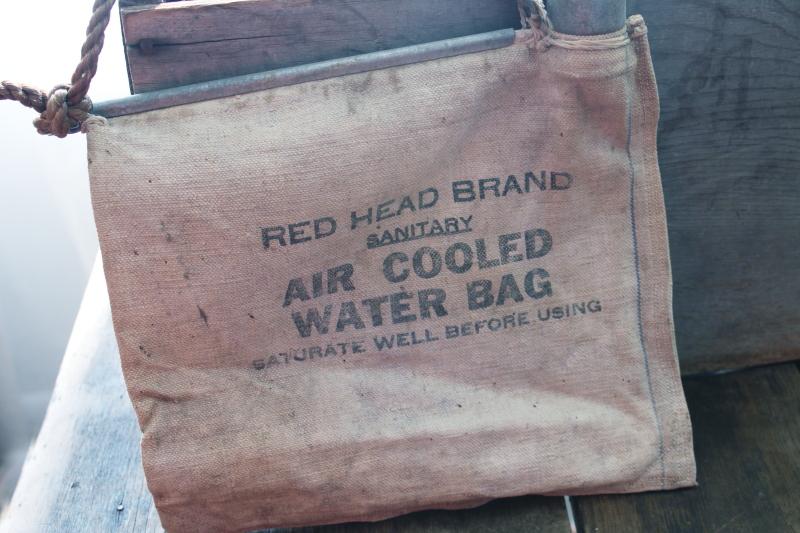 RED HEAD BRAND
SANITARY
AIR COOLED
WATER BAG
SATURATE WELL BEFORE USING